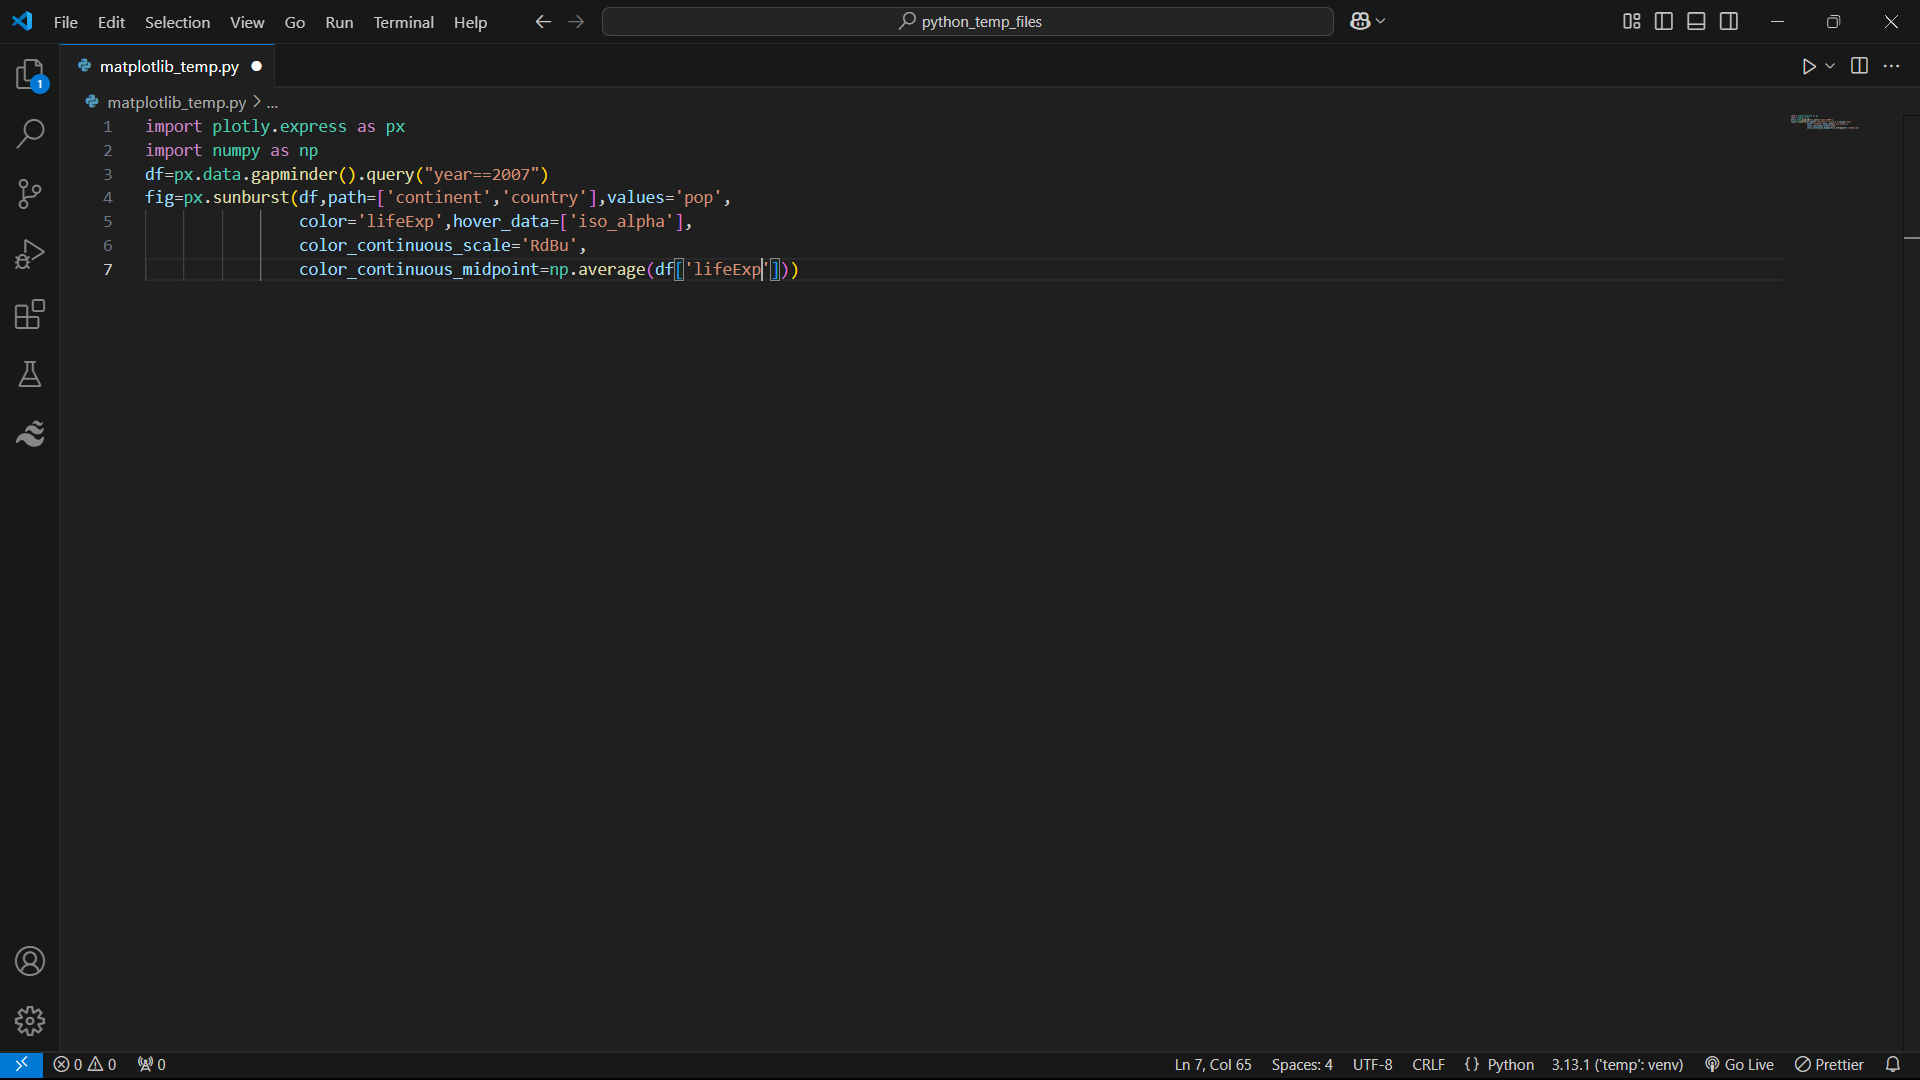 File Edit Selection View Go Run Terminal Help python_temp_files
1
matplotlib_temp.py
matplotlib_temp.py > ...
1 import plotly.express as px
2 import numpy as np
3 df=px.data.gapminder().query("year==2007")
4 fig=px.sunburst(df,path=['continent','country'],values='pop',
5 color='lifeExp',hover_data=['iso_alpha'],
6 color_continuous_scale='RdBu',
7 color_continuous_midpoint=np.average(df['lifeExp']))
0 0 0 Ln 7, Col 65 Spaces: 4 UTF-8 CRLF {} Python 3.13.1 ('temp': venv) Go Live Prettier